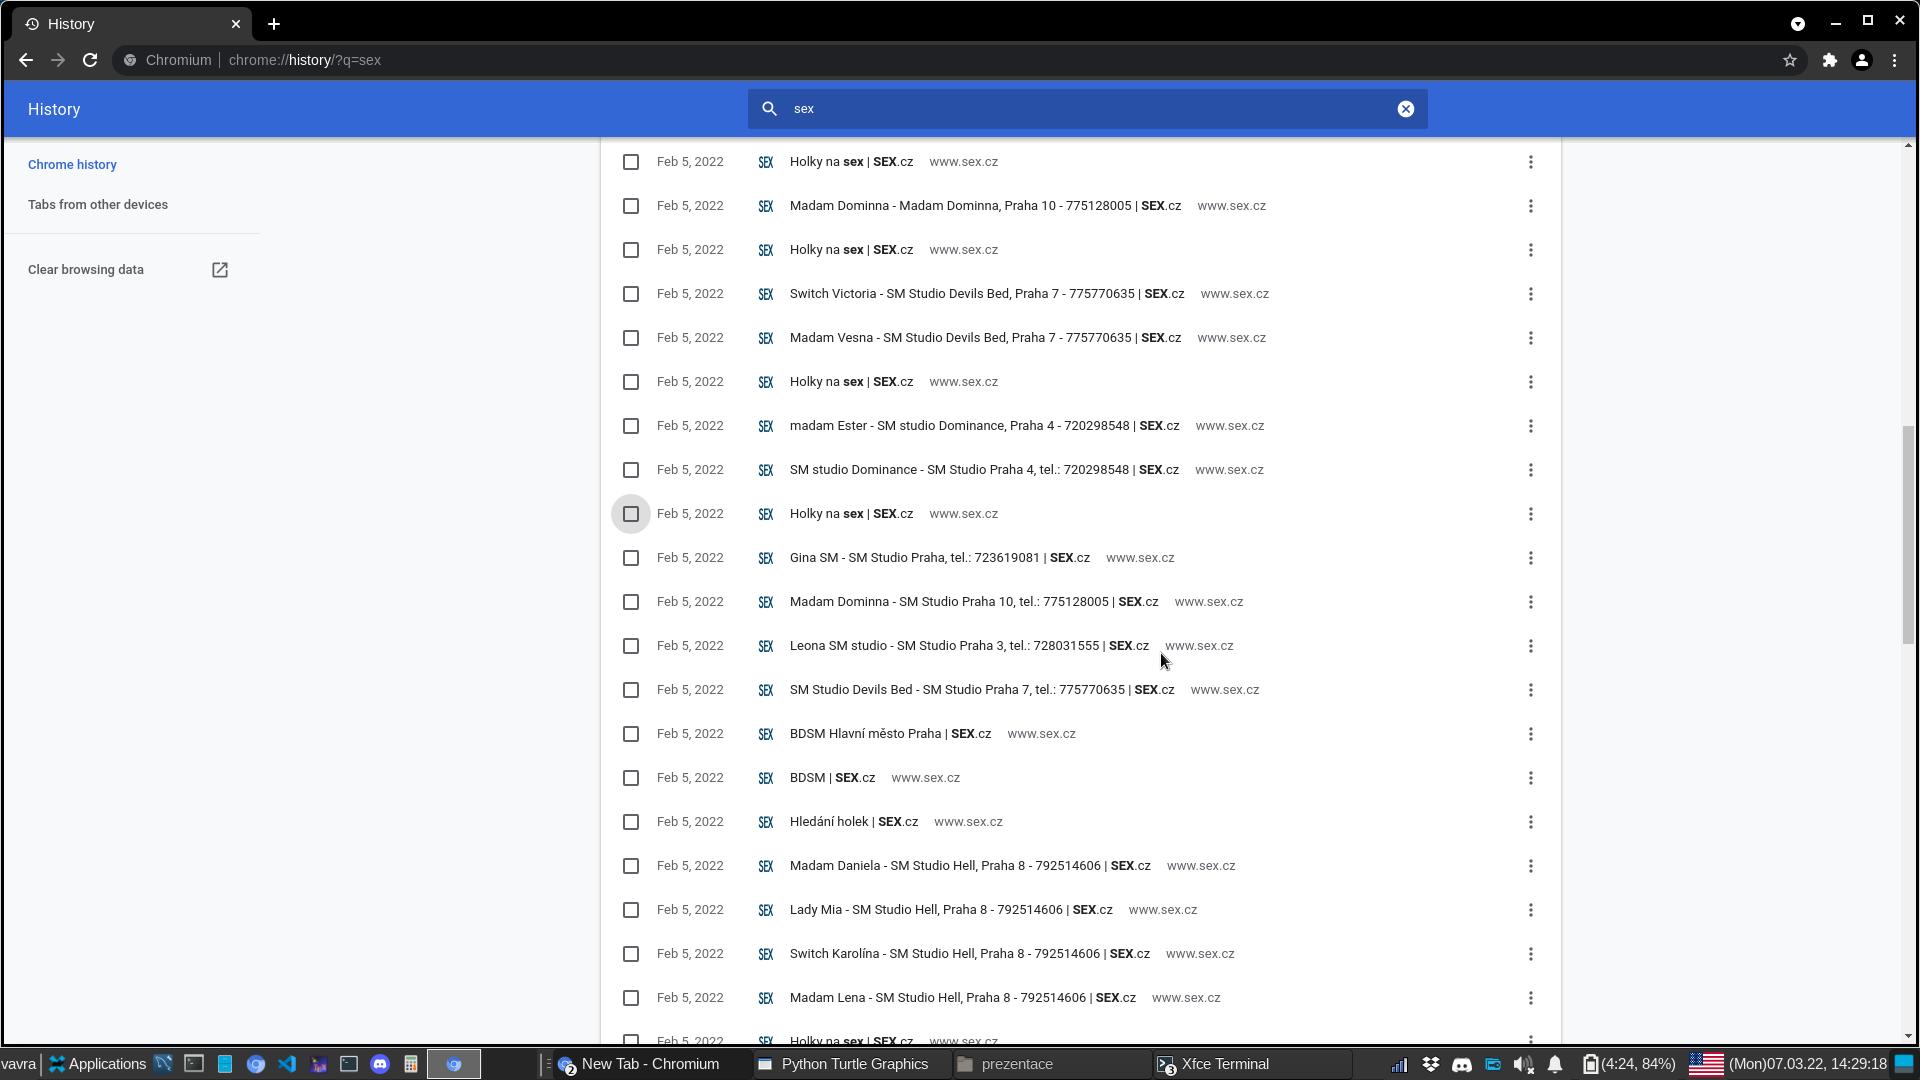 History
Chromium | chrome://history/?q=sex
History
sex
Chrome history
Tabs from other devices
Clear browsing data
Feb 5, 2022 SEX Holky na sex | SEX.cz www.sex.cz
Feb 5, 2022 SEX Madam Dominna - Madam Dominna, Praha 10 - 775128005 | SEX.cz www.sex.cz
Feb 5, 2022 SEX Holky na sex | SEX.cz www.sex.cz
Feb 5, 2022 SEX Switch Victoria - SM Studio Devils Bed, Praha 7 - 775770635 | SEX.cz www.sex.cz
Feb 5, 2022 SEX Madam Vesna - SM Studio Devils Bed, Praha 7 - 775770635 | SEX.cz www.sex.cz
Feb 5, 2022 SEX Holky na sex | SEX.cz www.sex.cz
Feb 5, 2022 SEX madam Ester - SM studio Dominance, Praha 4 - 720298548 | SEX.cz www.sex.cz
Feb 5, 2022 SEX SM studio Dominance - SM Studio Praha 4, tel.: 720298548 | SEX.cz www.sex.cz
Feb 5, 2022 SEX Holky na sex | SEX.cz www.sex.cz
Feb 5, 2022 SEX Gina SM - SM Studio Praha, tel.: 723619081 | SEX.cz www.sex.cz
Feb 5, 2022 SEX Madam Dominna - SM Studio Praha 10, tel.: 775128005 | SEX.cz www.sex.cz
Feb 5, 2022 SEX Leona SM studio - SM Studio Praha 3, tel.: 728031555 | SEX.cz www.sex.cz
Feb 5, 2022 SEX SM Studio Devils Bed - SM Studio Praha 7, tel.: 775770635 | SEX.cz www.sex.cz
Feb 5, 2022 SEX BDSM Hlavní město Praha | SEX.cz www.sex.cz
Feb 5, 2022 SEX BDSM | SEX.cz www.sex.cz
Feb 5, 2022 SEX Hledání holek | SEX.cz www.sex.cz
Feb 5, 2022 SEX Madam Daniela - SM Studio Hell, Praha 8 - 792514606 | SEX.cz www.sex.cz
Feb 5, 2022 SEX Lady Mia - SM Studio Hell, Praha 8 - 792514606 | SEX.cz www.sex.cz
Feb 5, 2022 SEX Switch Karolína - SM Studio Hell, Praha 8 - 792514606 | SEX.cz www.sex.cz
Feb 5, 2022 SEX Madam Lena - SM Studio Hell, Praha 8 - 792514606 | SEX.cz www.sex.cz
Feb 5, 2022 SEX Holky na sex | SEX.cz www.sex.cz
vavra Applications 2 New Tab - Chromium Python Turtle Graphics prezentace 3 Xfce Terminal (4:24, 84%) (Mon)07.03.22, 14:29:18